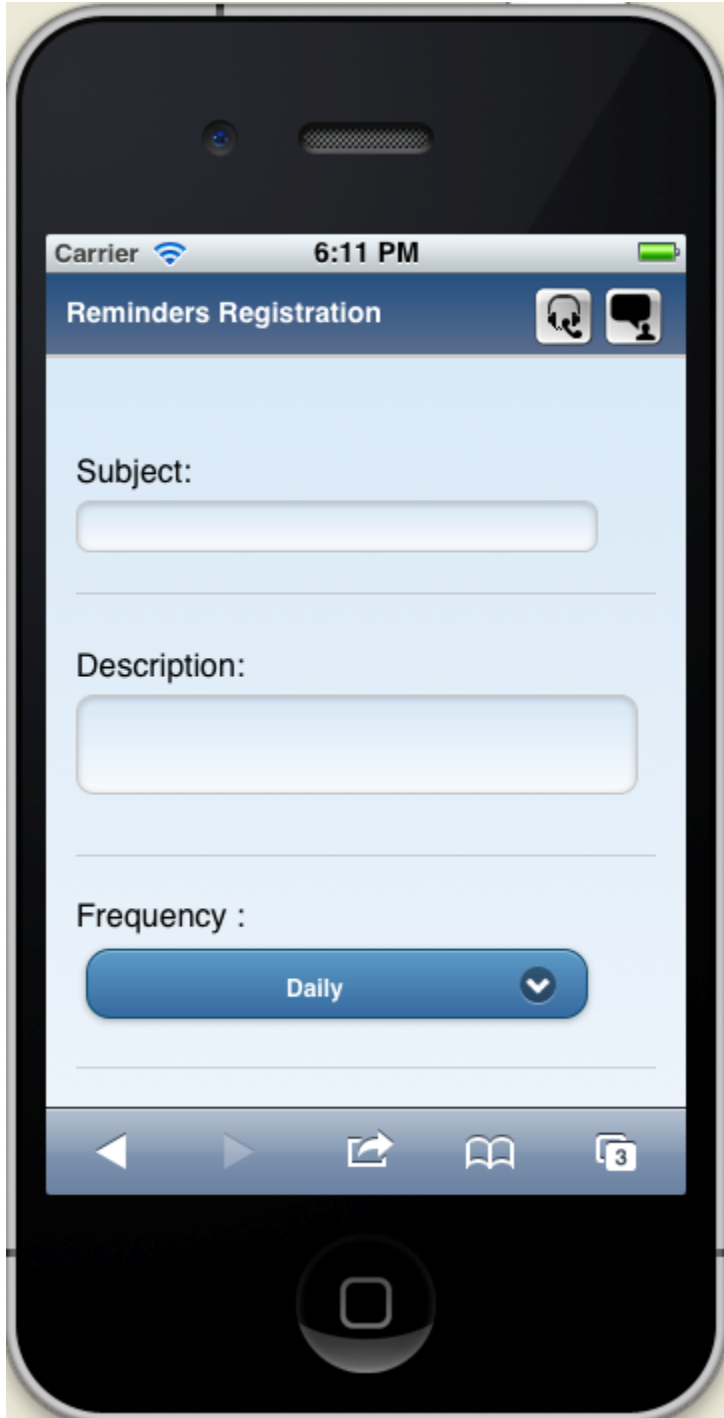 Carrier 6:11 PM
Reminders Registration
Subject:
Description:
Frequency :
Daily
3